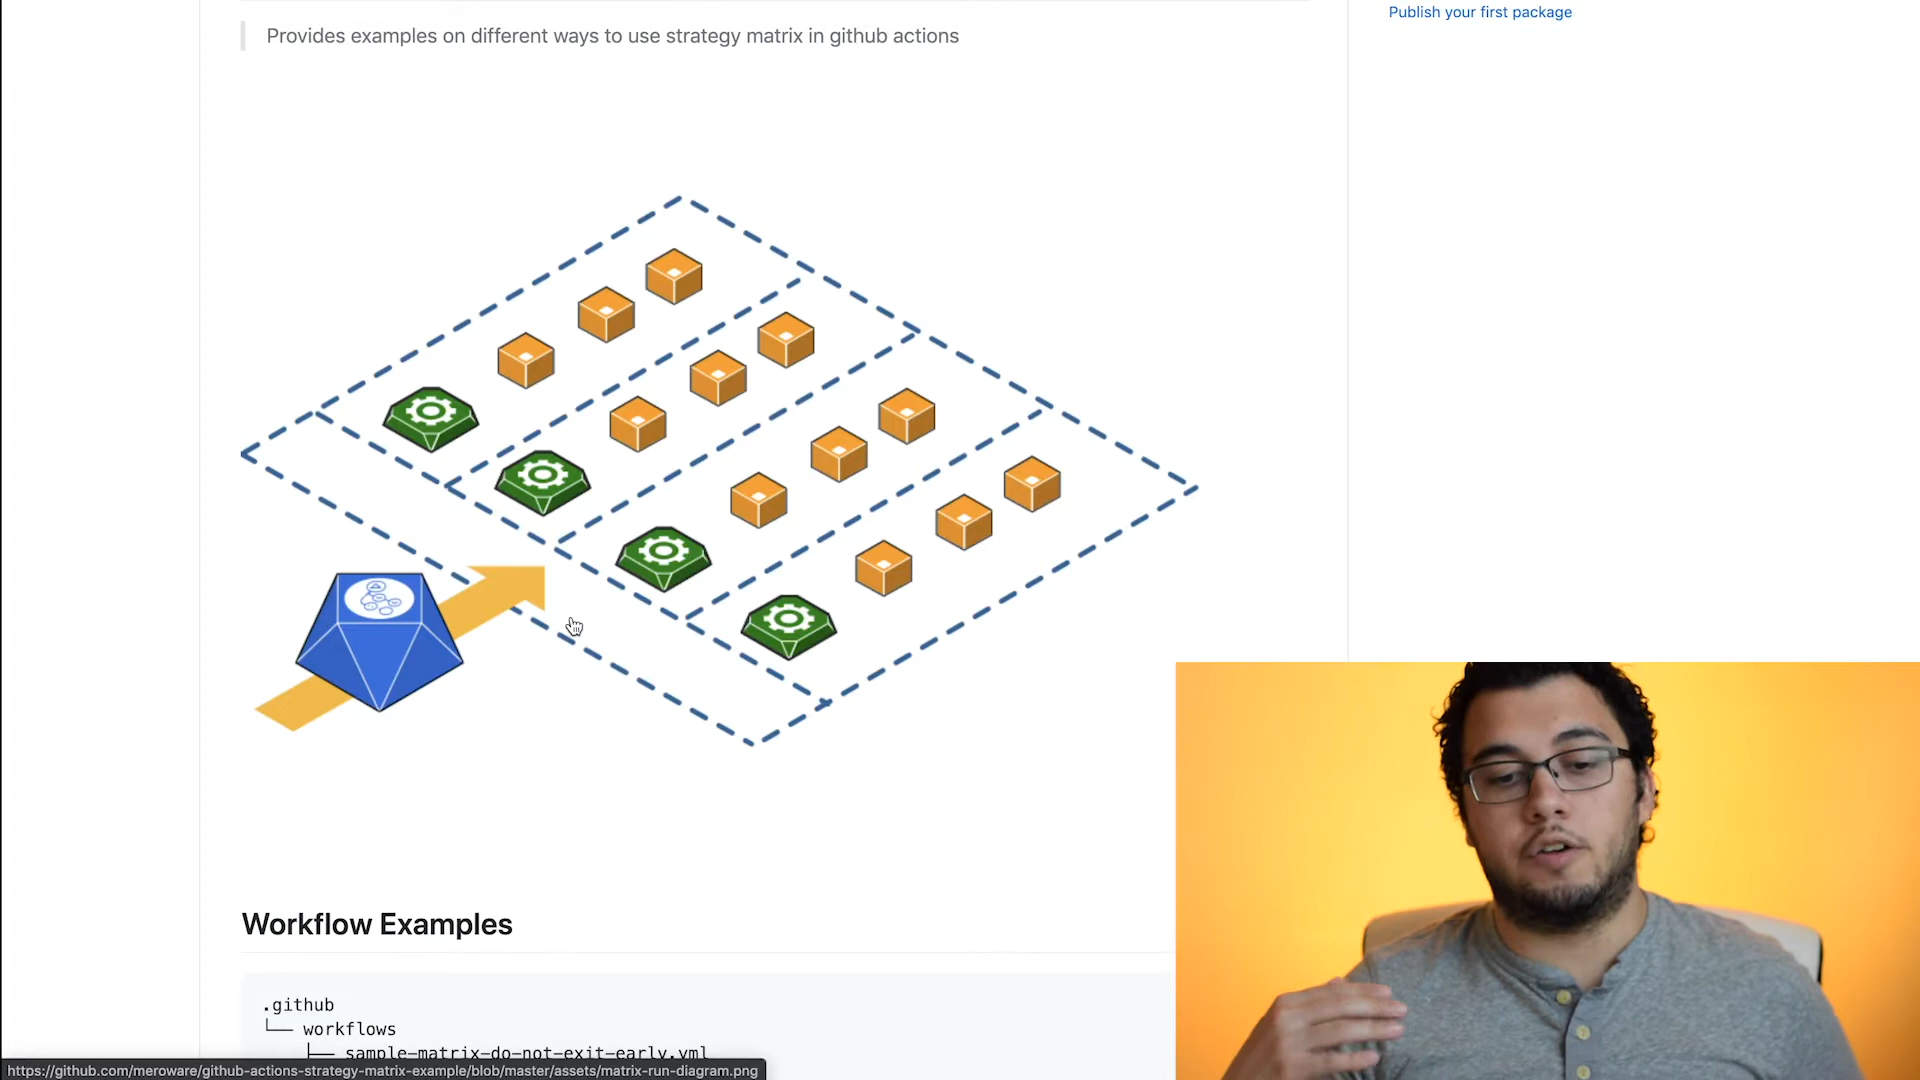 Publish your first package
Provides examples on different ways to use strategy matrix in github actions
Workflow Examples
.github
└── workflows
├── sample-matrix-do-not-exit-early.yml
https://github.com/meroware/github-actions-strategy-matrix-example/blob/master/assets/matrix-run-diagram.png